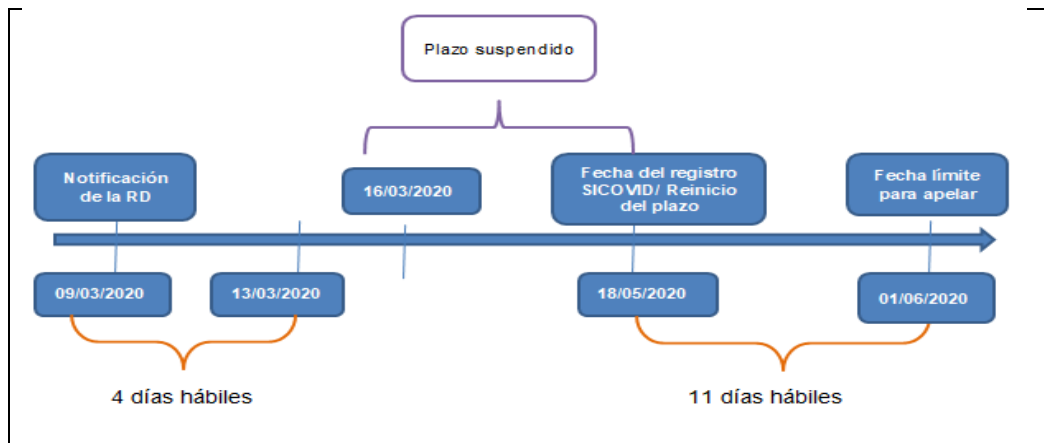 Plazo suspendido
Notificación
de la RD
16/03/2020
Fecha del registro
SICOVID/ Reinicio
del plazo
Fecha límite
para apelar
09/03/2020
13/03/2020
18/05/2020
01/06/2020
4 días hábiles
11 días hábiles